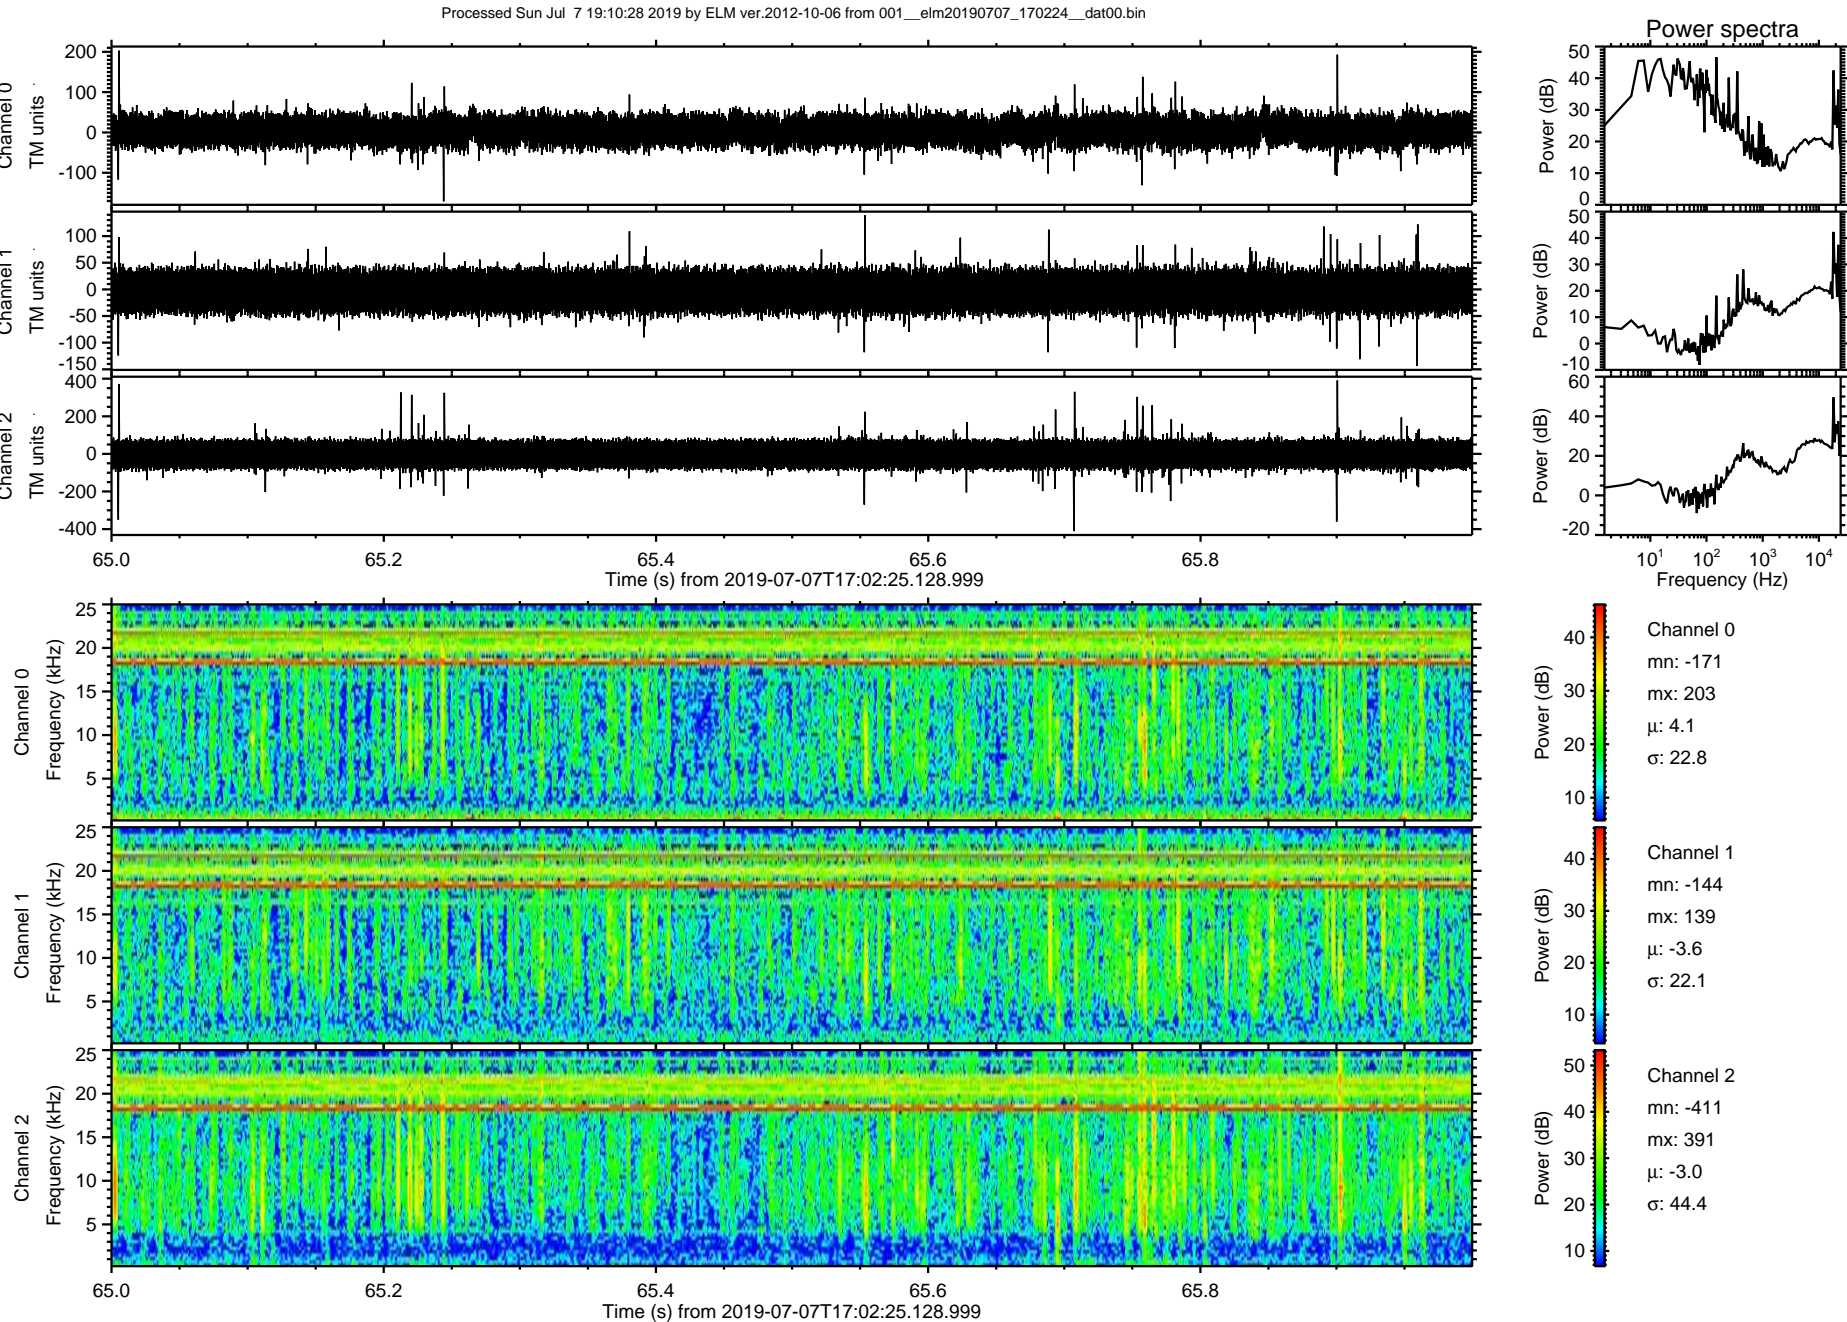 Processed Sun Jul  7 19:10:28 2019 by ELM ver.2012-10-06 from 001__elm20190707_170224__dat00.bin
Power spectra
Channel 0
TM units
200
100
0
-100
Power (dB)
50
40
30
20
10
0
Channel 1
TM units
100
50
0
-50
-100
-150
Power (dB)
50
40
30
20
10
0
-10
Channel 2
TM units
400
200
0
-200
-400
Power (dB)
60
40
20
0
-20
65.0 65.2 65.4 65.6 65.8
Time (s) from 2019-07-07T17:02:25.128.999
10¹ 10² 10³ 10⁴
Frequency (Hz)
Channel 0
Frequency (kHz)
25
20
15
10
5
Power (dB)
40
30
20
10
Channel 0
mn: -171
mx: 203
μ: 4.1
σ: 22.8
Channel 1
Frequency (kHz)
25
20
15
10
5
Power (dB)
40
30
20
10
Channel 1
mn: -144
mx: 139
μ: -3.6
σ: 22.1
Channel 2
Frequency (kHz)
25
20
15
10
5
Power (dB)
50
40
30
20
10
Channel 2
mn: -411
mx: 391
μ: -3.0
σ: 44.4
65.0 65.2 65.4 65.6 65.8
Time (s) from 2019-07-07T17:02:25.128.999